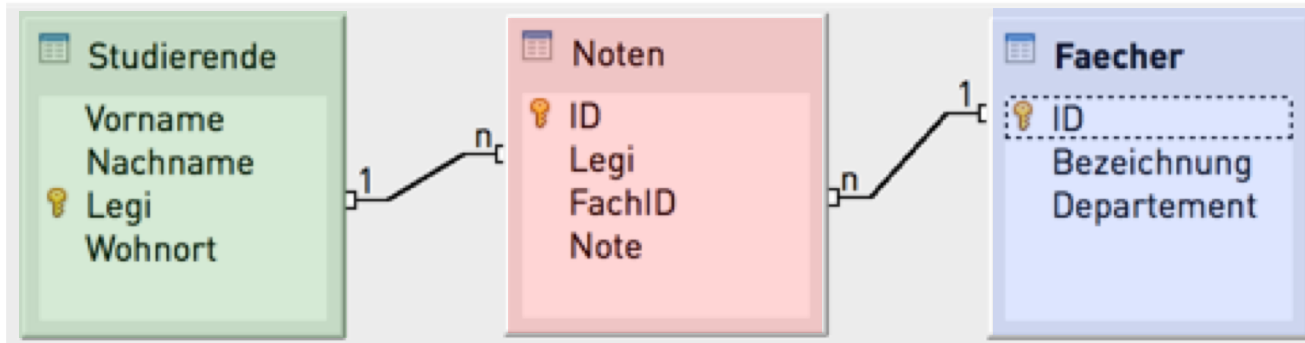 Studierende
Vorname
Nachname
Legi
Wohnort
1
n
Noten
ID
Legi
FachID
Note
n
1
Faecher
ID
Bezeichnung
Departement